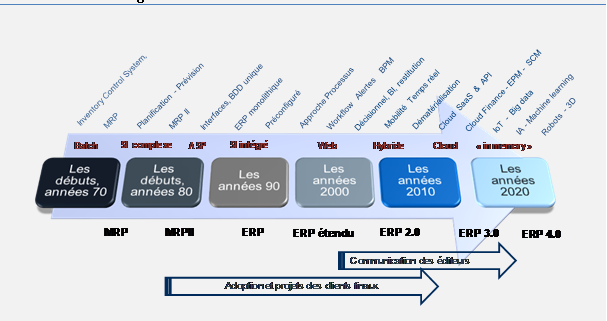 Inventory Control System,
MRP
Planification - Prévision
MRP II
Interfaces, BDD unique
ERP monolithique
Préconfiguré
Approche Processus
Workflow Alertes BPM
Décisionnel, BI, restitution
Mobilité Temps réel
Dématérialisation
Cloud SaaS & API
Cloud Finance - EPM - SCM
IoT - Big data
IA - Machine learning
Robots - 3D
Batch
SI complexe
ASP
SI intégré
Web
Hybride
Cloud
« in memory »
Les
débuts,
années 70
Les
débuts,
années 80
Les
années 90
Les
années
2000
Les
années
2010
Les
années
2020
MRP
MRPII
ERP
ERP étendu
ERP 2.0
ERP 3.0
ERP 4.0
Communication des éditeurs
Adoption et projets des clients finaux